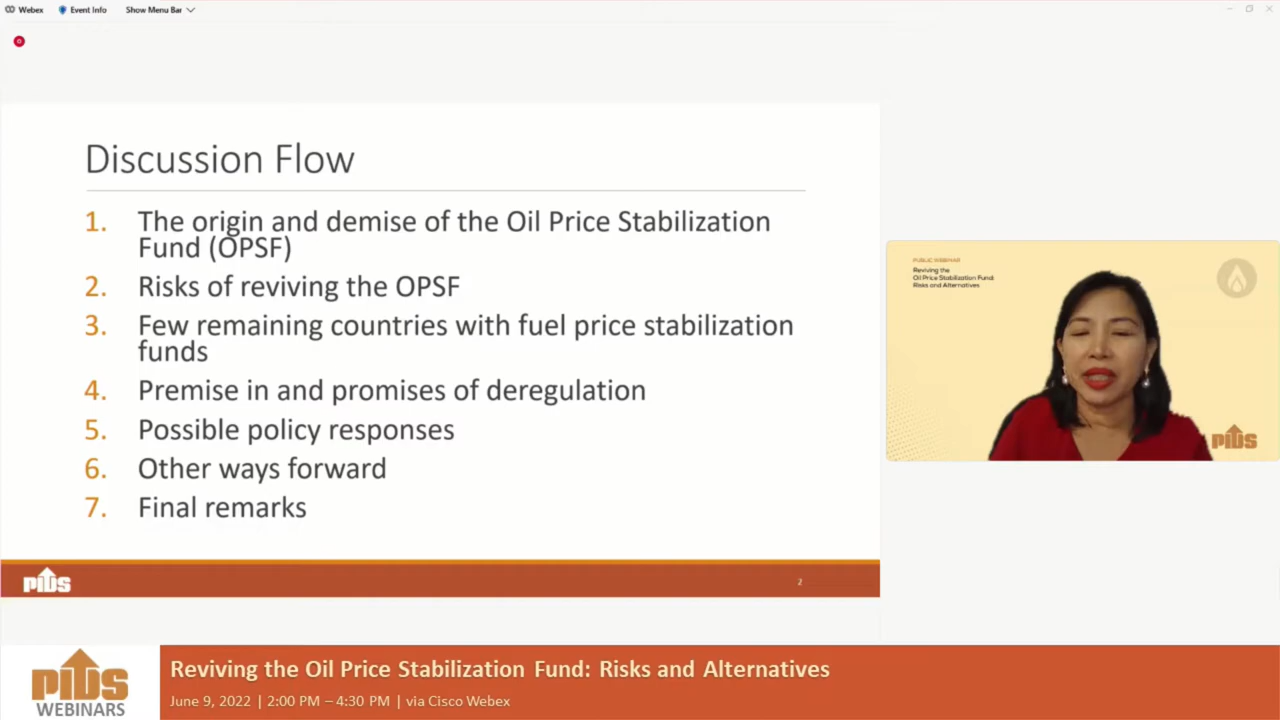 Webex Event Info Show Menu Bar
Discussion Flow
1. The origin and demise of the Oil Price Stabilization
Fund (OPSF)
2. Risks of reviving the OPSF
3. Few remaining countries with fuel price stabilization
funds
4. Premise in and promises of deregulation
5. Possible policy responses
6. Other ways forward
7. Final remarks
PIDS
2
PUBLIC WEBINAR
Reviving the
Oil Price Stabilization Fund:
Risks and Alternatives
PIDS
PIDS
WEBINARS
Reviving the Oil Price Stabilization Fund: Risks and Alternatives
June 9, 2022 | 2:00 PM – 4:30 PM | via Cisco Webex